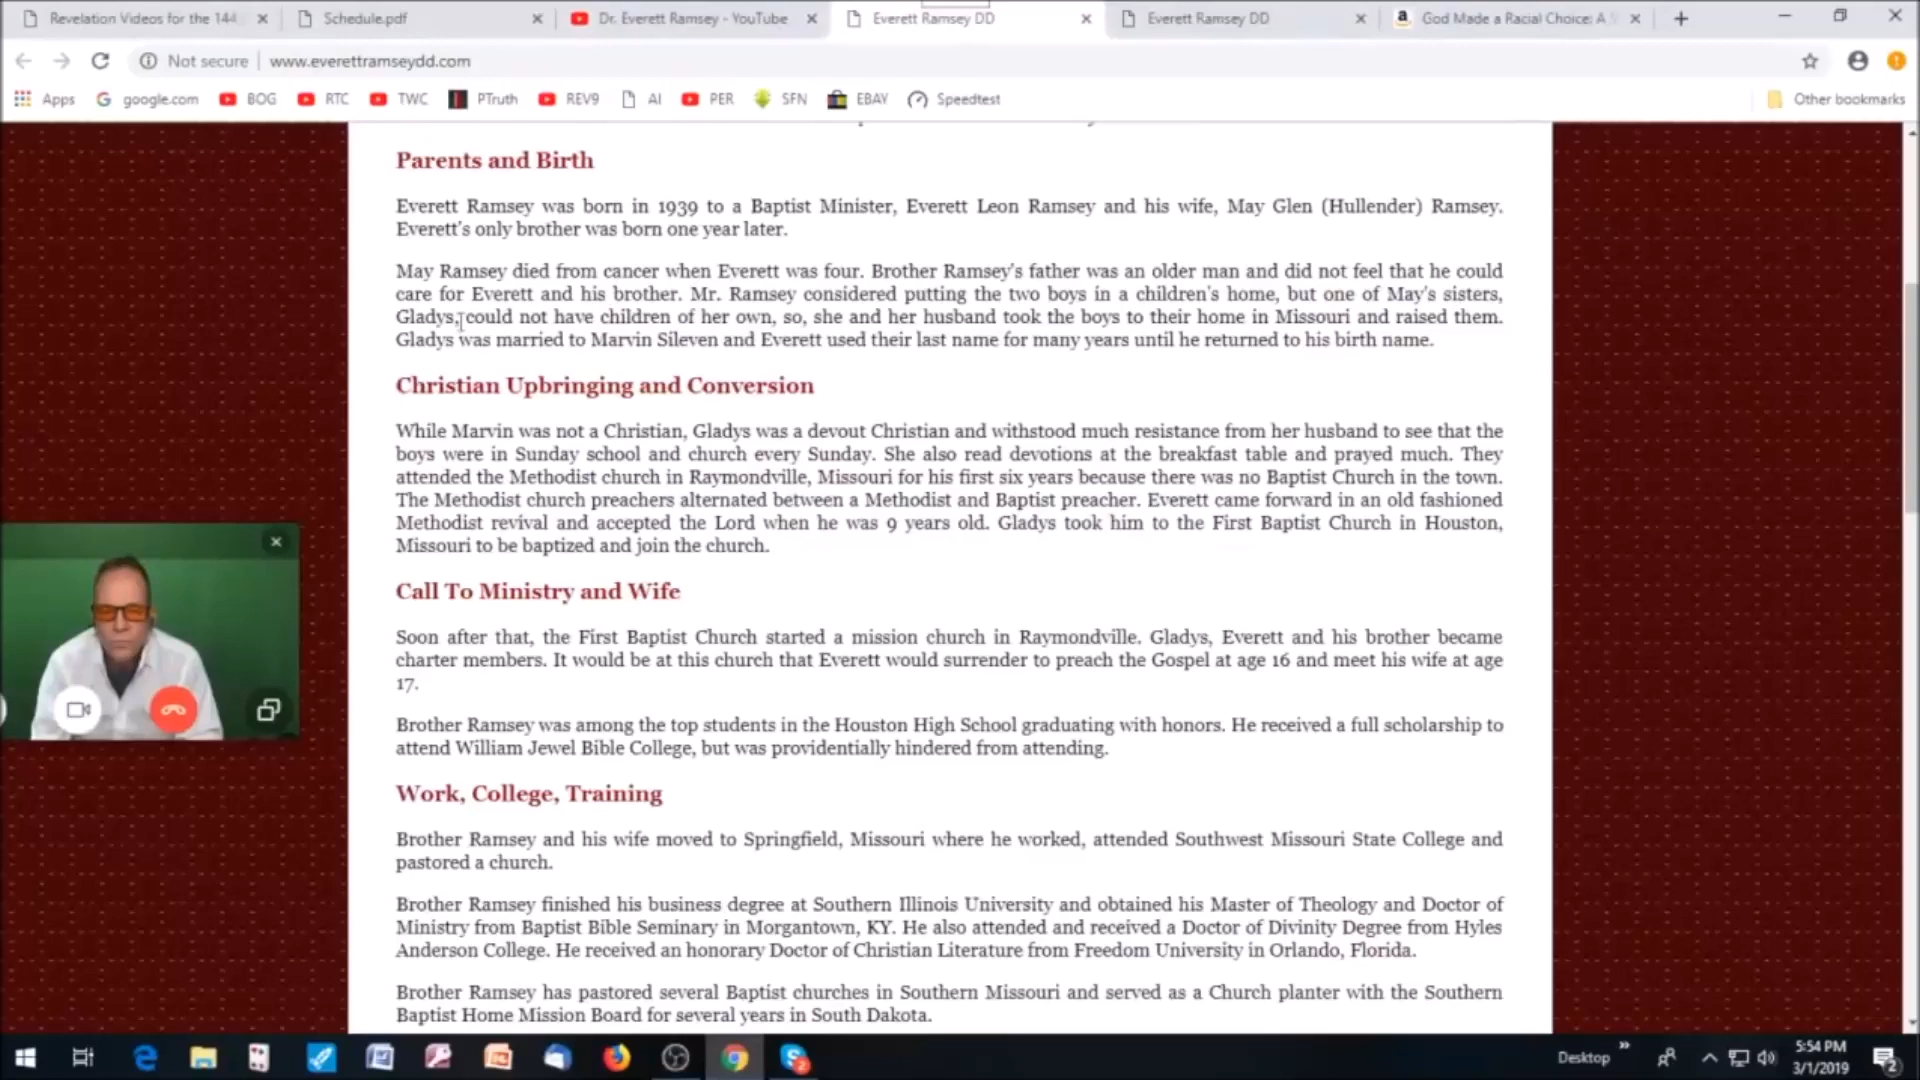 Revelation Videos for the 144
Schedule.pdf
Dr. Everett Ramsey - YouTube
Everett Ramsey DD
Everett Ramsey DD
God Made a Racial Choice: A
Not secure
www.everettramseydd.com
Apps
google.com
BOG
RTC
TWC
PTruth
REV9
AI
PER
SFN
EBAY
Speedtest
Other bookmarks
Parents and Birth
Everett Ramsey was born in 1939 to a Baptist Minister, Everett Leon Ramsey and his wife, May Glen (Hullender) Ramsey.
Everett's only brother was born one year later.
May Ramsey died from cancer when Everett was four. Brother Ramsey's father was an older man and did not feel that he could
care for Everett and his brother. Mr. Ramsey considered putting the two boys in a children's home, but one of May's sisters,
Gladys, could not have children of her own, so, she and her husband took the boys to their home in Missouri and raised them.
Gladys was married to Marvin Sileven and Everett used their last name for many years until he returned to his birth name.
Christian Upbringing and Conversion
While Marvin was not a Christian, Gladys was a devout Christian and withstood much resistance from her husband to see that the
boys were in Sunday school and church every Sunday. She also read devotions at the breakfast table and prayed much. They
attended the Methodist church in Raymondville, Missouri for his first six years because there was no Baptist Church in the town.
The Methodist church preachers alternated between a Methodist and Baptist preacher. Everett came forward in an old fashioned
Methodist revival and accepted the Lord when he was 9 years old. Gladys took him to the First Baptist Church in Houston,
Missouri to be baptized and join the church.
Call To Ministry and Wife
Soon after that, the First Baptist Church started a mission church in Raymondville. Gladys, Everett and his brother became
charter members. It would be at this church that Everett would surrender to preach the Gospel at age 16 and meet his wife at age
17.
Brother Ramsey was among the top students in the Houston High School graduating with honors. He received a full scholarship to
attend William Jewel Bible College, but was providentially hindered from attending.
Work, College, Training
Brother Ramsey and his wife moved to Springfield, Missouri where he worked, attended Southwest Missouri State College and
pastored a church.
Brother Ramsey finished his business degree at Southern Illinois University and obtained his Master of Theology and Doctor of
Ministry from Baptist Bible Seminary in Morgantown, KY. He also attended and received a Doctor of Divinity Degree from Hyles
Anderson College. He received an honorary Doctor of Christian Literature from Freedom University in Orlando, Florida.
Brother Ramsey has pastored several Baptist churches in Southern Missouri and served as a Church planter with the Southern
Baptist Home Mission Board for several years in South Dakota.
Desktop
5:54 PM
3/1/2019